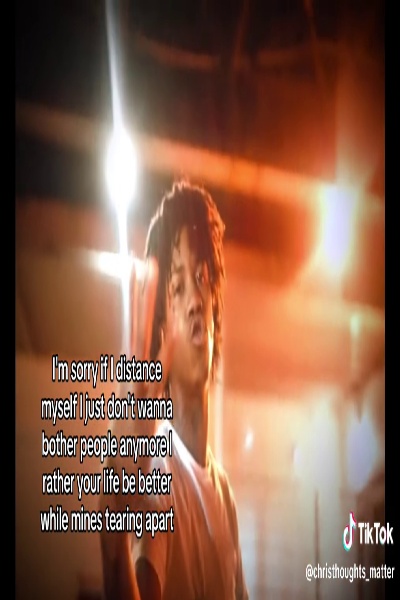 I'm sorry if I distance
myself I just don't wanna
bother people anymore I
rather your life be better
while mines tearing apart
TikTok
@christhoughts_matter